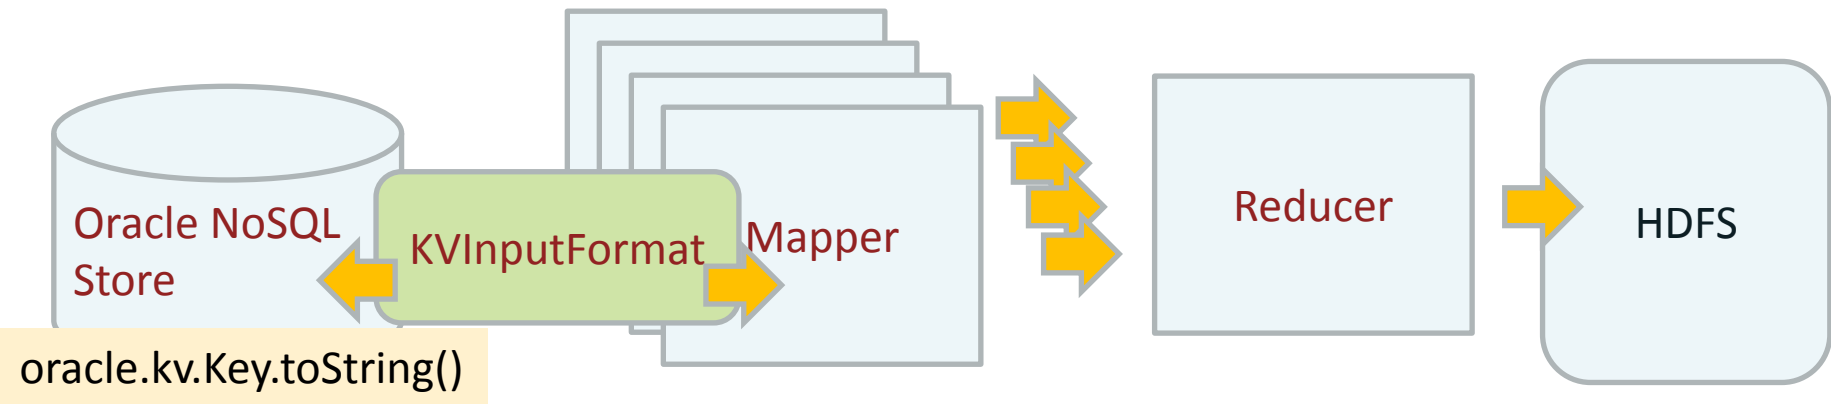 Oracle NoSQL
Store
KVInputFormat
Mapper
Reducer
HDFS
oracle.kv.Key.toString()